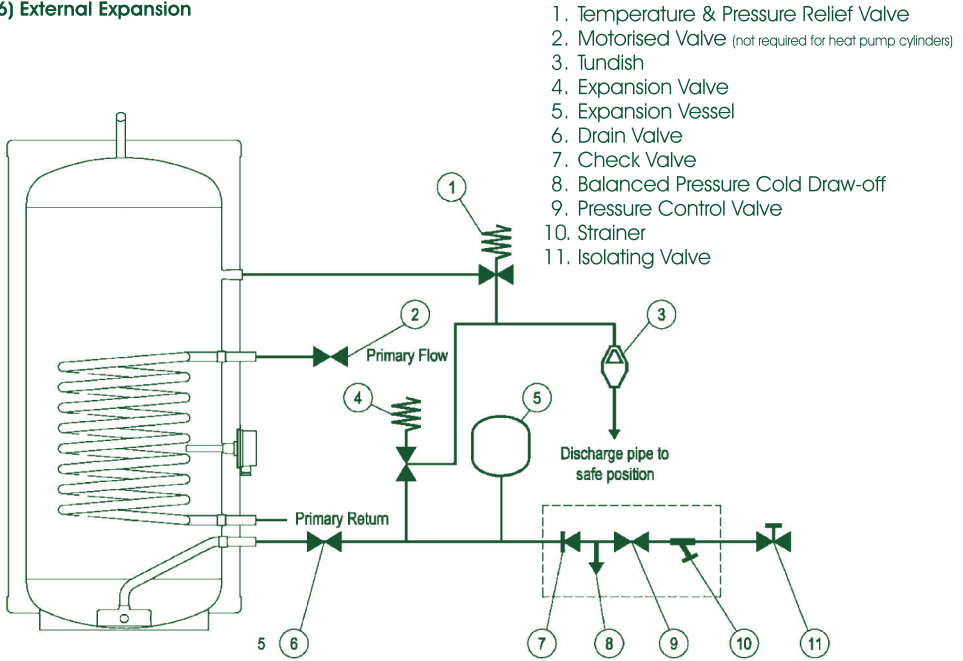 6) External Expansion
1. Temperature & Pressure Relief Valve
2. Motorised Valve (not required for heat pump cylinders)
3. Tundish
4. Expansion Valve
5. Expansion Vessel
6. Drain Valve
7. Check Valve
8. Balanced Pressure Cold Draw-off
9. Pressure Control Valve
10. Strainer
11. Isolating Valve
1
2
3
Primary Flow
4
5
Discharge pipe to
safe position
Primary Return
5 6 7 8 9 10 11